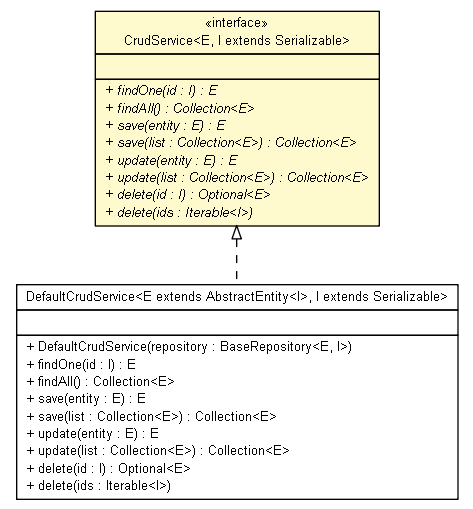 «interface»
CrudService<E, I extends Serializable>
+ findOne(id : I) : E
+ findAll() : Collection<E>
+ save(entity : E) : E
+ save(list : Collection<E>) : Collection<E>
+ update(entity : E) : E
+ update(list : Collection<E>) : Collection<E>
+ delete(id : I) : Optional<E>
+ delete(ids : Iterable<I>)
DefaultCrudService<E extends AbstractEntity<I>, I extends Serializable>
+ DefaultCrudService(repository : BaseRepository<E, I>)
+ findOne(id : I) : E
+ findAll() : Collection<E>
+ save(entity : E) : E
+ save(list : Collection<E>) : Collection<E>
+ update(entity : E) : E
+ update(list : Collection<E>) : Collection<E>
+ delete(id : I) : Optional<E>
+ delete(ids : Iterable<I>)